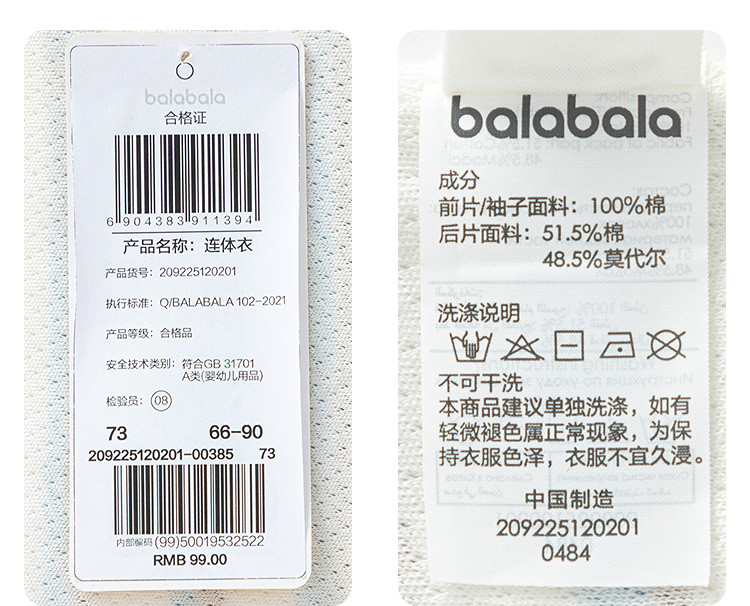 balabala
合格证
6 904383 911394
产品名称：连体衣
产品货号：209225120201
执行标准：Q/BALABALA 102-2021
产品等级：合格品
安全技术类别：符合GB 31701
A类(婴幼儿用品)
检验员：08
73 66-90
209225120201-00385 73
内部编码 (99)50019532522
RMB 99.00
balabala
成分
前片/袖子面料：100%棉
后片面料：51.5%棉
48.5%莫代尔
洗涤说明
不可干洗
本商品建议单独洗涤，如有
轻微褪色属正常现象，为保
持衣服色泽，衣服不宜久浸。
中国制造
209225120201
0484